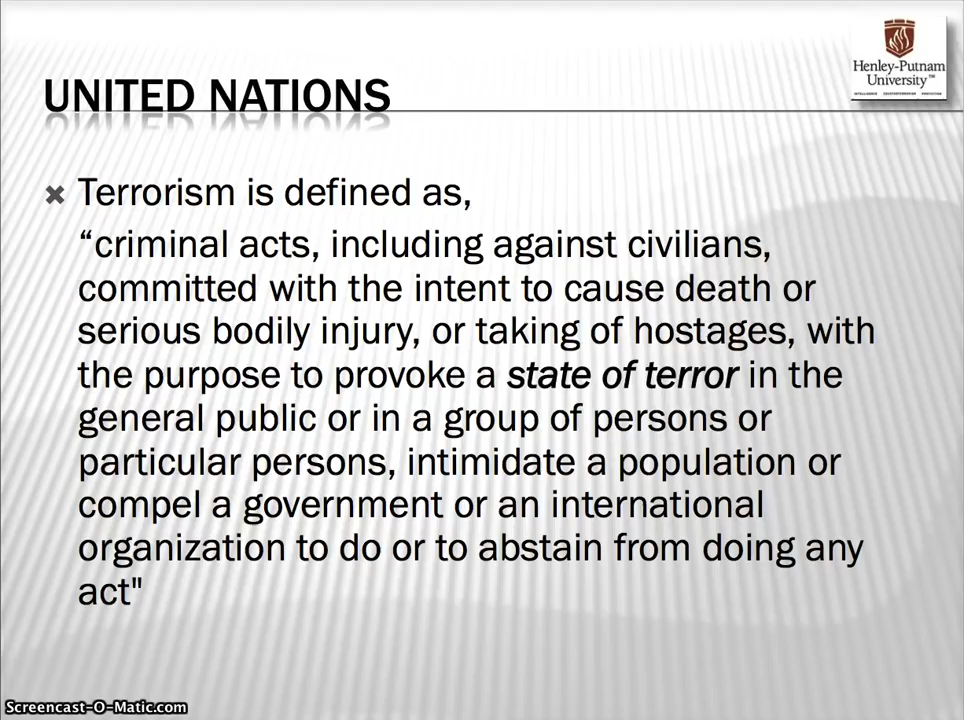 Henley-Putnam
University™
INTELLIGENCE COUNTERTERRORISM PROTECTION
UNITED NATIONS
Terrorism is defined as,
“criminal acts, including against civilians,
committed with the intent to cause death or
serious bodily injury, or taking of hostages, with
the purpose to provoke a state of terror in the
general public or in a group of persons or
particular persons, intimidate a population or
compel a government or an international
organization to do or to abstain from doing any
act"
Screencast-O-Matic.com